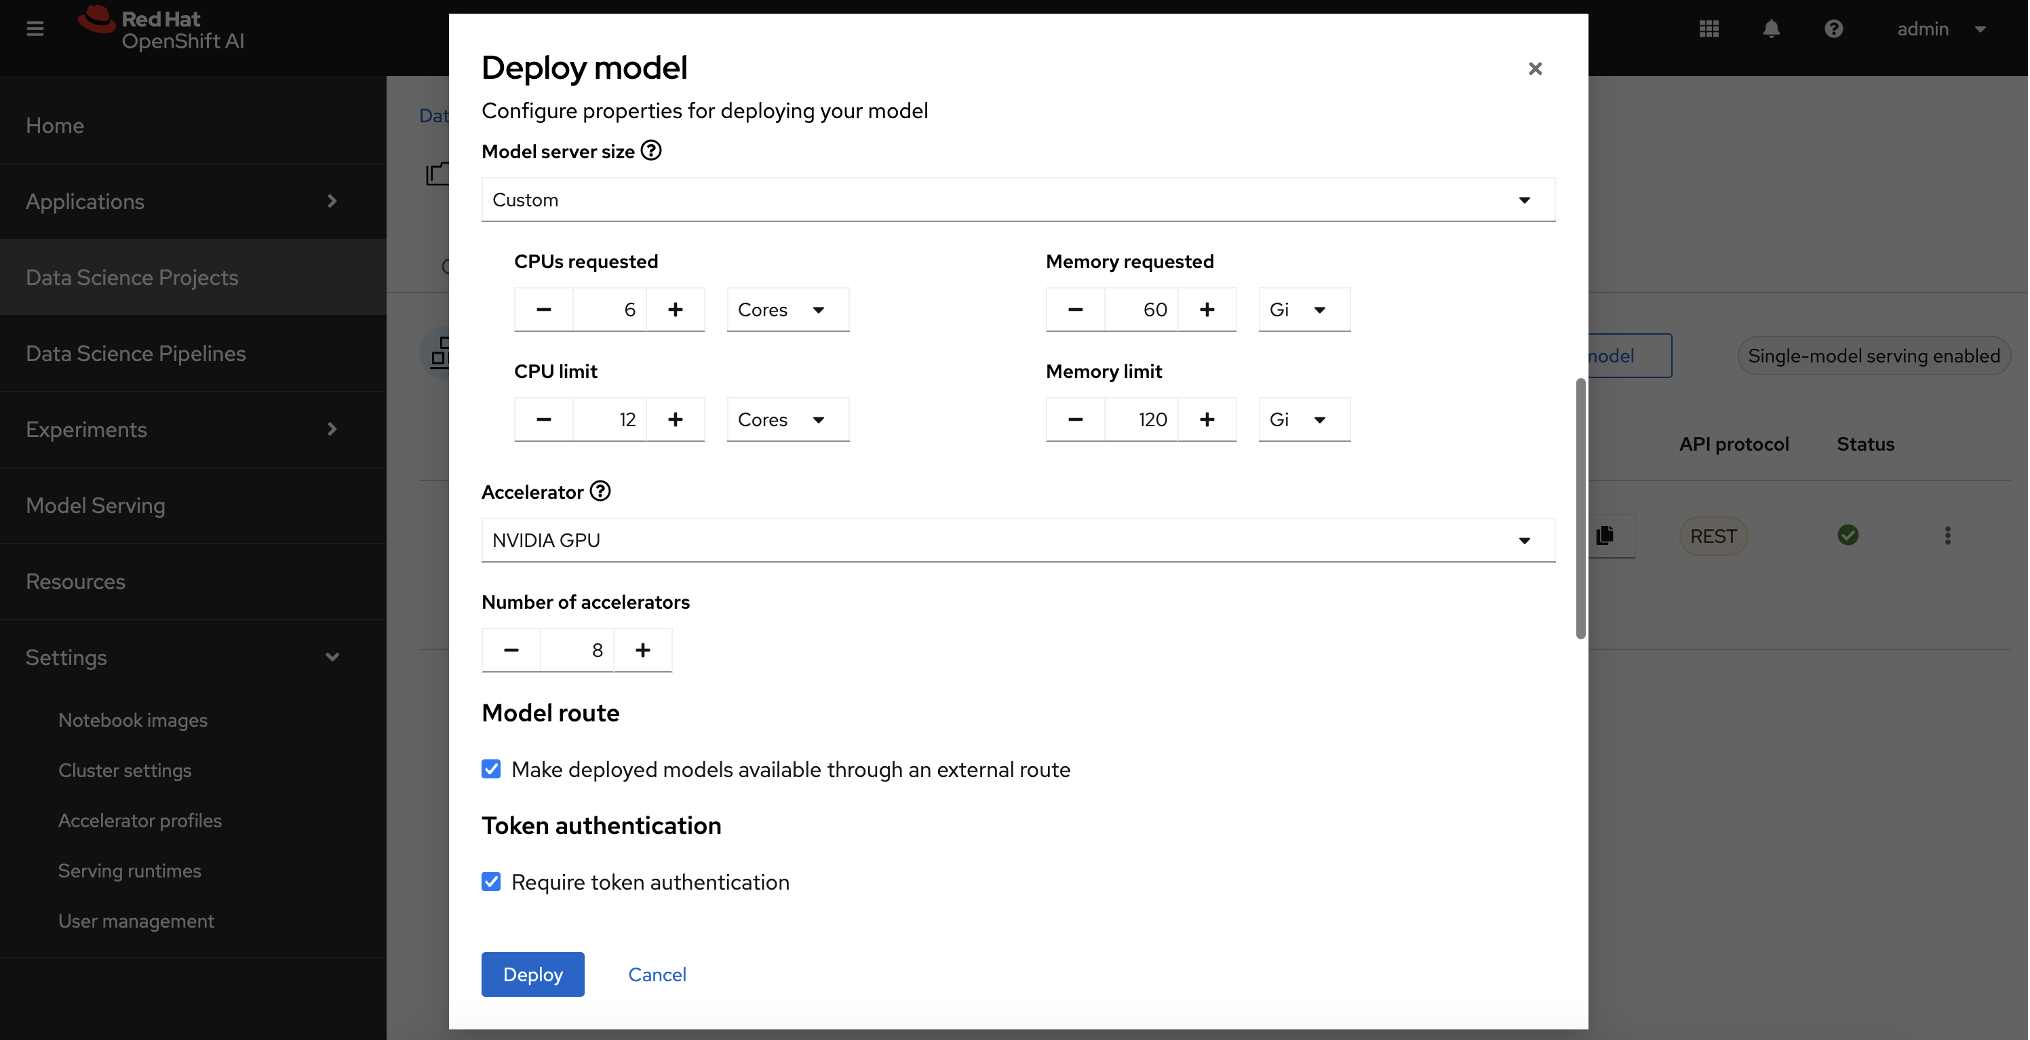 Red Hat
OpenShift AI
admin
Home
Applications
Data Science Projects
Data Science Pipelines
Experiments
Model Serving
Resources
Settings
Notebook images
Cluster settings
Accelerator profiles
Serving runtimes
User management
Deploy model
Configure properties for deploying your model
Model server size
Custom
CPUs requested
Memory requested
6 Cores
60 Gi
CPU limit
Memory limit
12 Cores
120 Gi
Accelerator
NVIDIA GPU
Number of accelerators
8
Model route
Make deployed models available through an external route
Token authentication
Require token authentication
Deploy Cancel
Single-model serving enabled
API protocol Status
REST